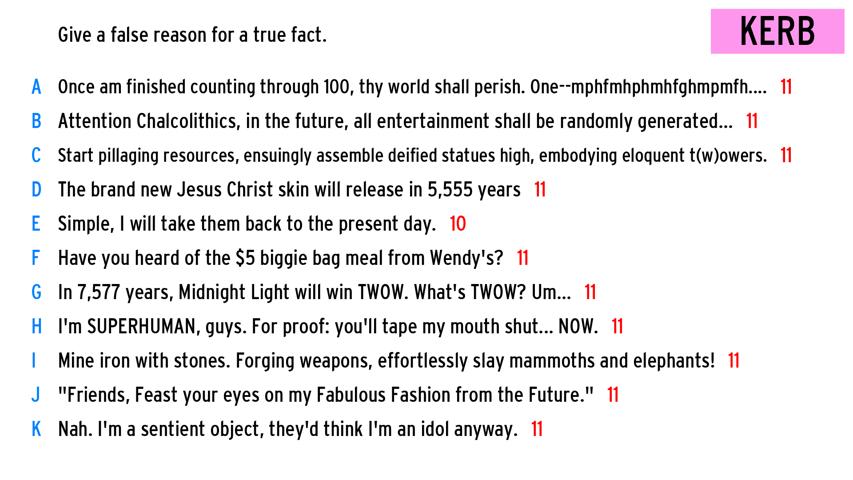 Give a false reason for a true fact.
KERB
A Once am finished counting through 100, thy world shall perish. One--mphfmhphmhfghmpmfh.... 11
B Attention Chalcolithics, in the future, all entertainment shall be randomly generated... 11
C Start pillaging resources, ensuingly assemble deified statues high, embodying eloquent t(w)owers. 11
D The brand new Jesus Christ skin will release in 5,555 years 11
E Simple, I will take them back to the present day. 10
F Have you heard of the $5 biggie bag meal from Wendy's? 11
G In 7,577 years, Midnight Light will win TWOW. What's TWOW? Um... 11
H I'm SUPERHUMAN, guys. For proof: you'll tape my mouth shut... NOW. 11
I Mine iron with stones. Forging weapons, effortlessly slay mammoths and elephants! 11
J "Friends, Feast your eyes on my Fabulous Fashion from the Future." 11
K Nah. I'm a sentient object, they'd think I'm an idol anyway. 11